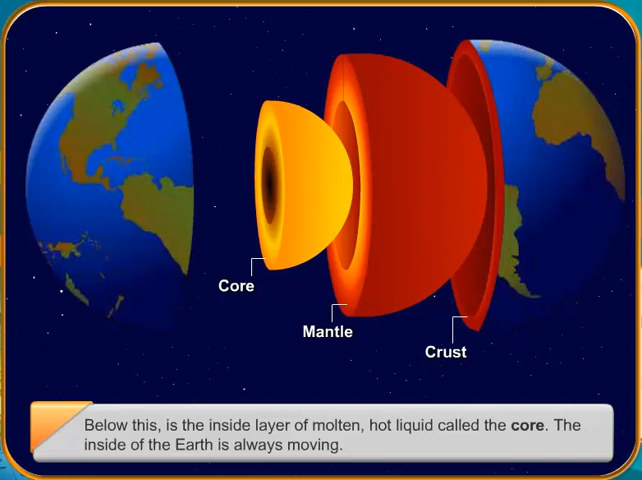 Core
Mantle
Crust
Below this, is the inside layer of molten, hot liquid called the core. The
inside of the Earth is always moving.